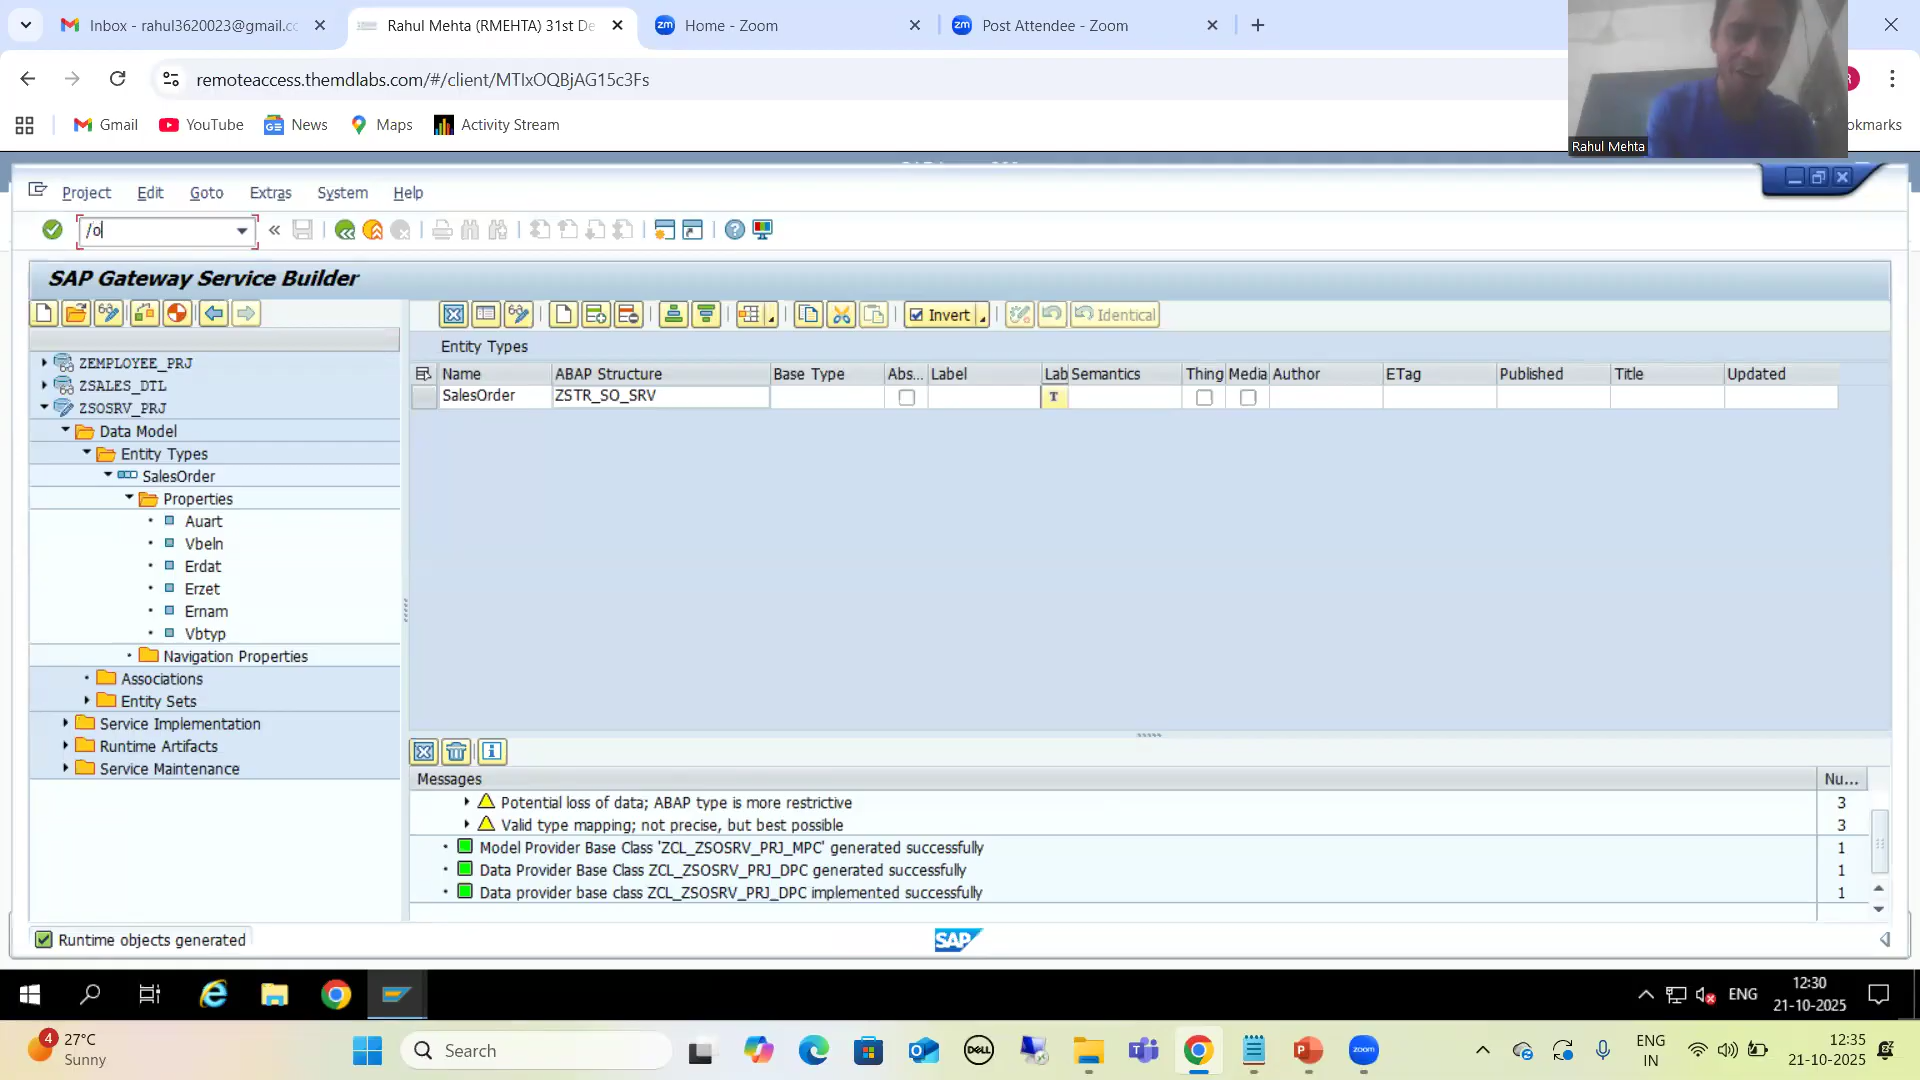 Inbox - rahul3620023@gmail.cc
Rahul Mehta (RMEHTA) 31st De
Home - Zoom
Post Attendee - Zoom
remoteaccess.themdlabs.com/#/client/MTIxOQBjAG15c3Fs
Gmail
YouTube
News
Maps
Activity Stream
okmarks
Rahul Mehta
Project Edit Goto Extras System Help
/o
SAP Gateway Service Builder
Invert
Identical
Entity Types
Name ABAP Structure Base Type Abs... Label Lab Semantics Thing Media Author ETag Published Title Updated
SalesOrder ZSTR_SO_SRV T
ZEMPLOYEE_PRJ
ZSALES_DTL
ZSOSRV_PRJ
Data Model
Entity Types
SalesOrder
Properties
Auart
Vbeln
Erdat
Erzet
Ernam
Vbtyp
Navigation Properties
Associations
Entity Sets
Service Implementation
Runtime Artifacts
Service Maintenance
Messages Nu...
Potential loss of data; ABAP type is more restrictive 3
Valid type mapping; not precise, but best possible 3
Model Provider Base Class 'ZCL_ZSOSRV_PRJ_MPC' generated successfully 1
Data Provider Base Class ZCL_ZSOSRV_PRJ_DPC generated successfully 1
Data provider base class ZCL_ZSOSRV_PRJ_DPC implemented successfully 1
Runtime objects generated
SAP
ENG
12:30
21-10-2025
4
27°C
Sunny
Search
DELL
zoom
ENG
IN
12:35
21-10-2025